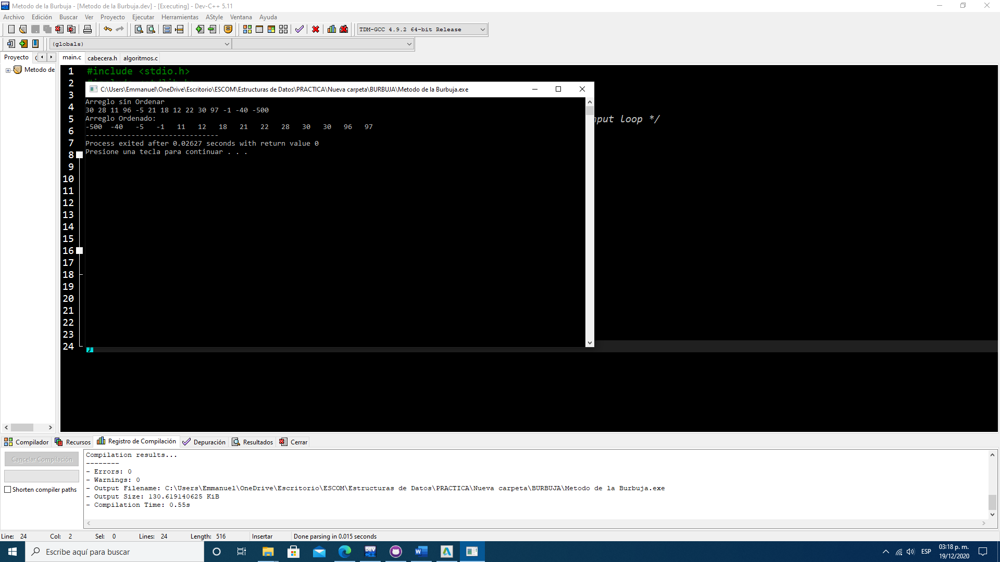 Metodo de la Burbuja - [Metodo de la Burbuja.dev] - [Executing] - Dev-C++ 5.11
Archivo Edición Buscar Ver Proyecto Ejecutar Herramientas AStyle Ventana Ayuda
TDM-GCC 4.9.2 64-bit Release
(globals)
Proyecto main.c cabecera.h algoritmos.c
Metodo de
1 #include <stdio.h>
2
C:\Users\Emmanuel\OneDrive\Escritorio\ESCOM\Estructuras de Datos\PRACTICA\Nueva carpeta\BURBUJA\Metodo de la Burbuja.exe
3
Arreglo sin Ordenar
4
30 28 11 96 -5 21 18 12 22 30 97 -1 -40 -500
Arreglo Ordenado:
5 nput loop */
-500 -40 -5 -1 11 12 18 21 22 28 30 30 96 97
6
--------------------------------
7
Process exited after 0.02627 seconds with return value 0
Presione una tecla para continuar . . .
8
9
10
11
12
13
14
15
16
17
18
19
20
21
22
23
24
Compilador Recursos Registro de Compilación Depuración Resultados Cerrar
Cancelar Compilación
Shorten compiler paths
Compilation results...
--------
- Errors: 0
- Warnings: 0
- Output Filename: C:\Users\Emmanuel\OneDrive\Escritorio\ESCOM\Estructuras de Datos\PRACTICA\Nueva carpeta\BURBUJA\Metodo de la Burbuja.exe
- Output Size: 130.619140625 KiB
- Compilation Time: 0.55s
Line: 24 Col: 2 Sel: 0 Lines: 24 Length: 516 Insertar Done parsing in 0.015 seconds
Escribe aquí para buscar
ESP
03:18 p. m.
19/12/2020